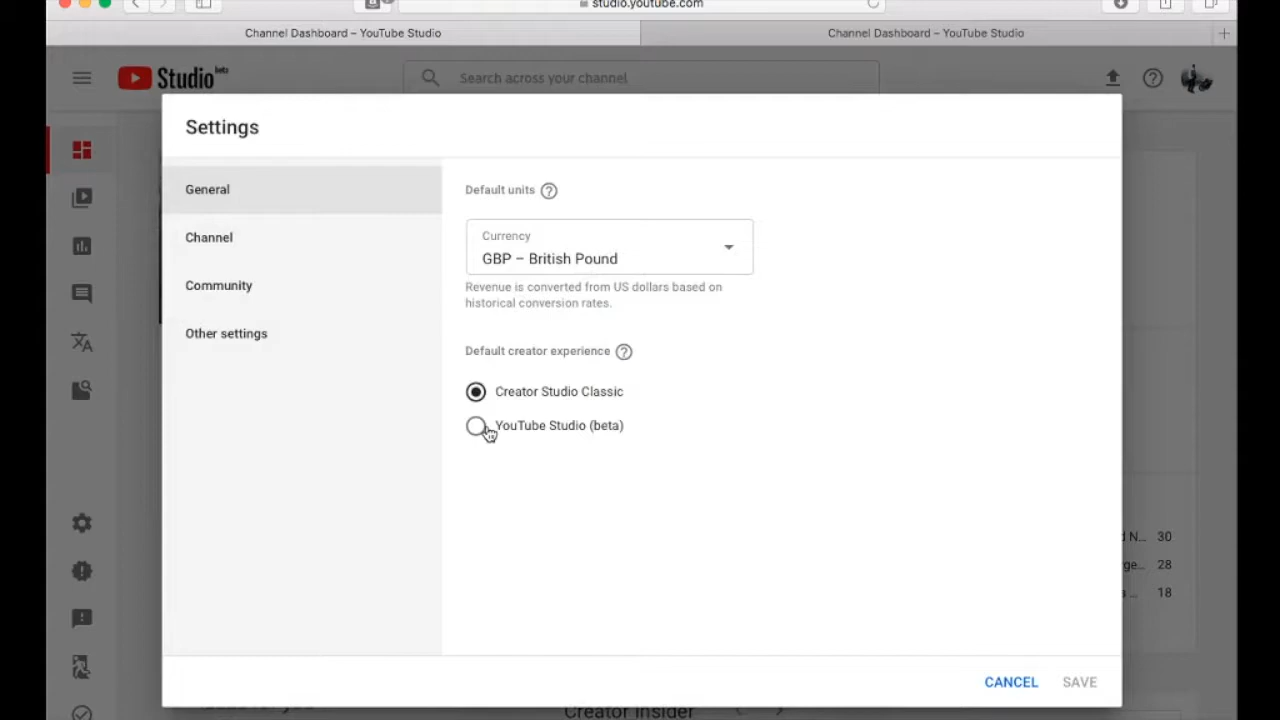 studio.youtube.com
Channel Dashboard – YouTube Studio
Channel Dashboard – YouTube Studio
Studio beta
Search across your channel
Settings
General
Channel
Community
Other settings
Default units
Currency
GBP – British Pound
Revenue is converted from US dollars based on
historical conversion rates.
Default creator experience
Creator Studio Classic
YouTube Studio (beta)
d N... 30
ge... 28
s ... 18
CANCEL
SAVE
Creator Insider